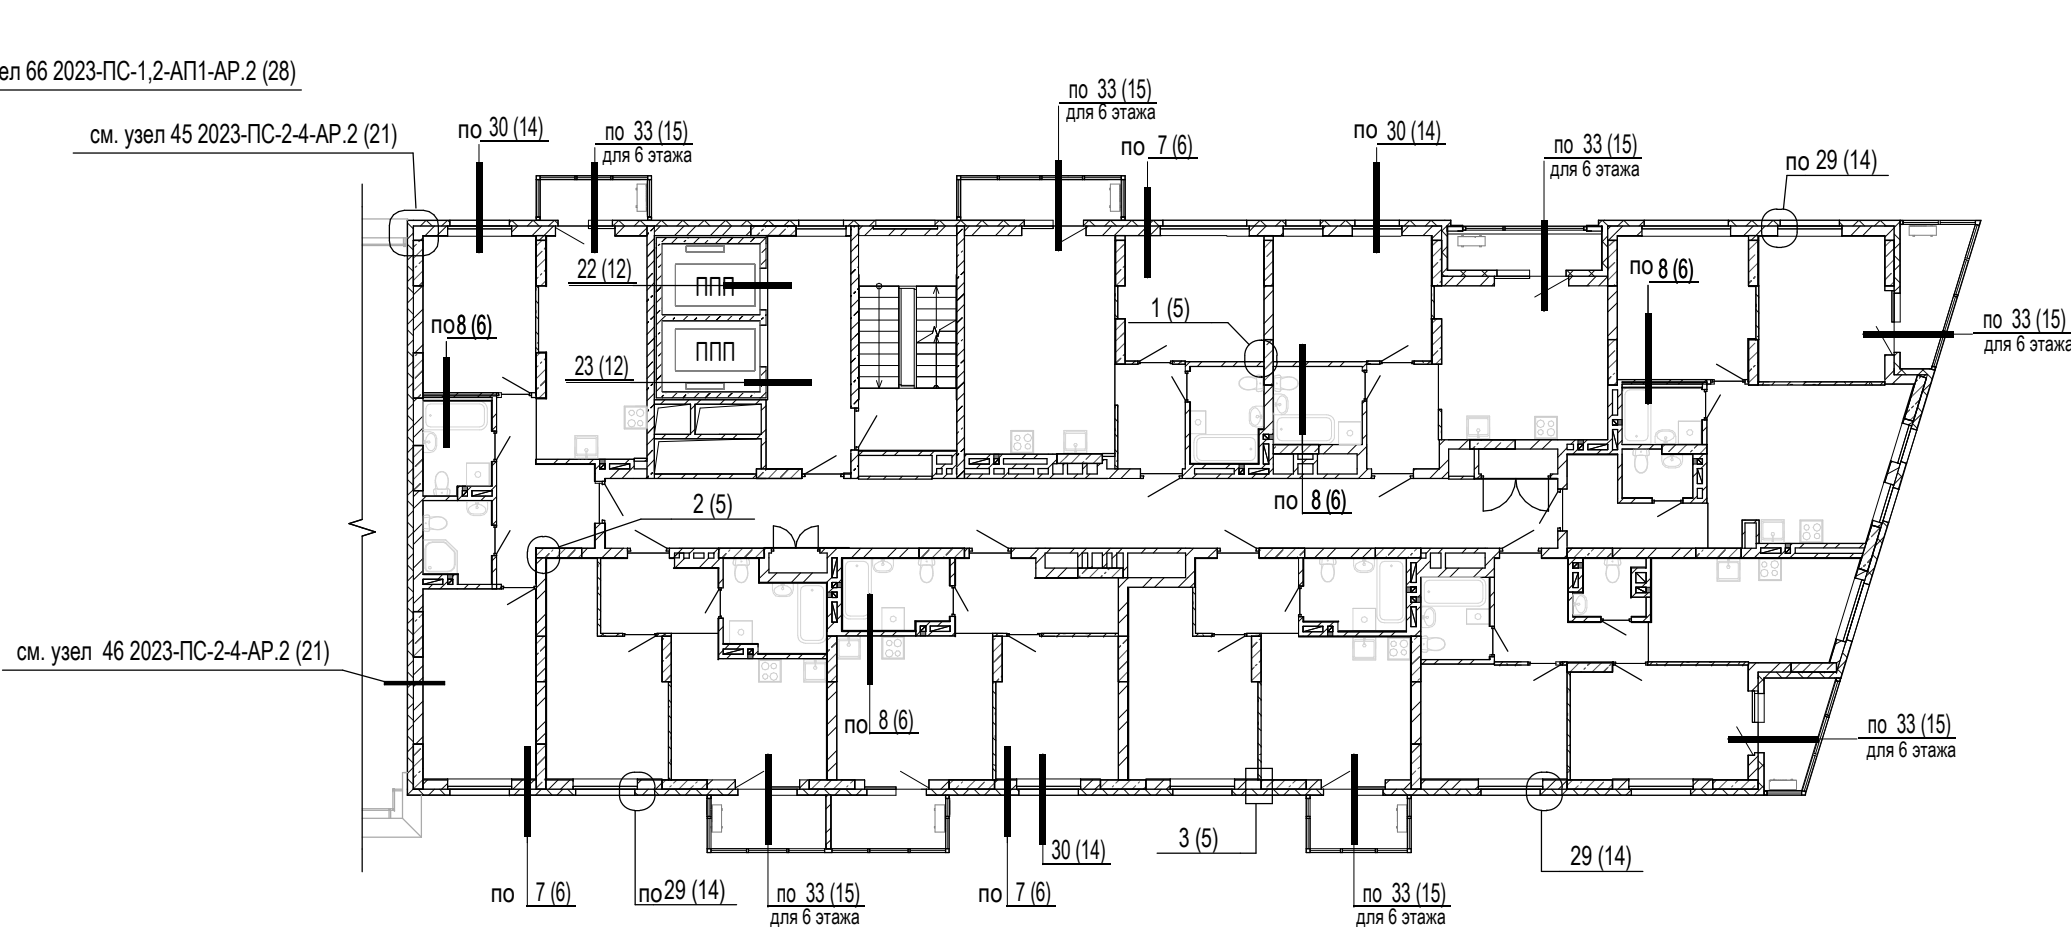 ел 66 2023-ПС-1,2-АП1-АР.2 (28)
см. узел 45 2023-ПС-2-4-АР.2 (21)
по 30 (14)
по 33 (15)
для 6 этажа
по 33 (15)
для 6 этажа
по 7 (6)
по 30 (14)
по 33 (15)
для 6 этажа
по 29 (14)
22 (12)
ППП
по 8 (6)
по 8 (6)
1 (5)
по 33 (15)
для 6 этажа
ППП
23 (12)
2 (5)
по 8 (6)
см. узел 46 2023-ПС-2-4-АР.2 (21)
по 8 (6)
по 33 (15)
для 6 этажа
3 (5)
30 (14)
29 (14)
по 7 (6)
по 29 (14)
по 33 (15)
для 6 этажа
по 7 (6)
по 33 (15)
для 6 этажа